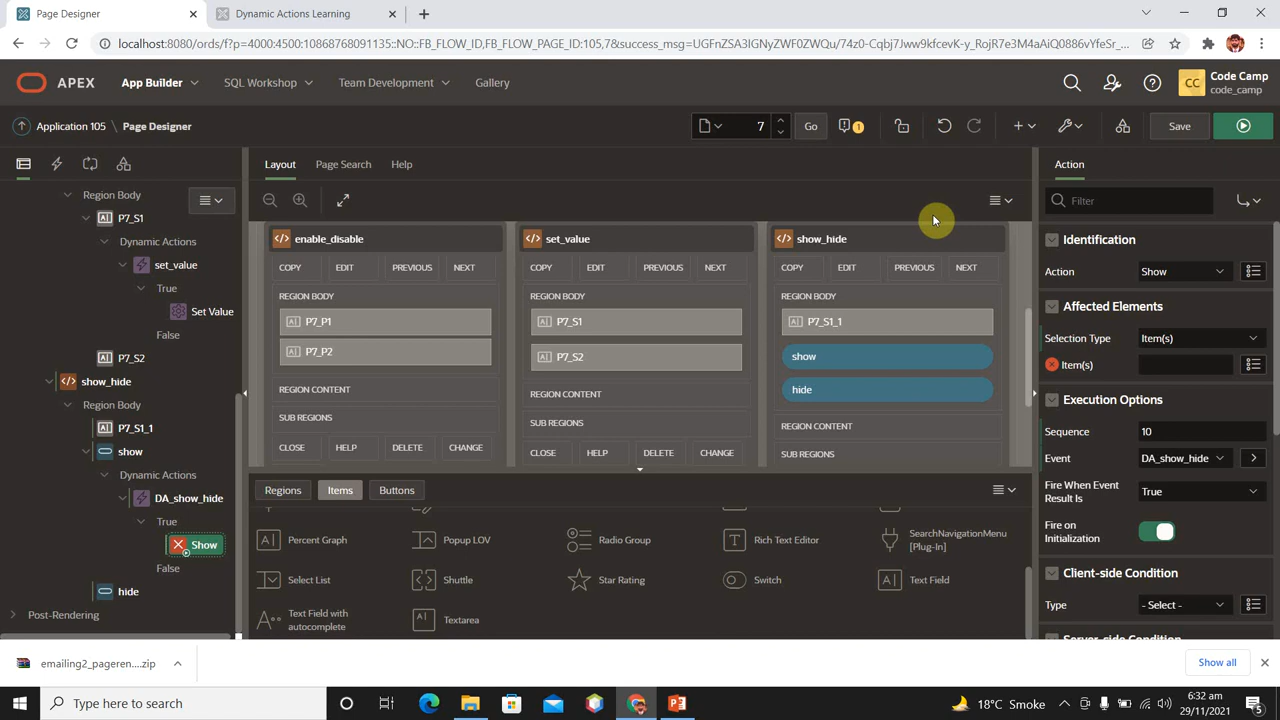 Page Designer
Dynamic Actions Learning
localhost:8080/ords/f?p=4000:4500:10868768091135::NO::FB_FLOW_ID,FB_FLOW_PAGE_ID:105,7&success_msg=
APEX
App Builder
SQL Workshop
Team Development
Gallery
CC
Code Camp
code_camp
Application 105 \ Page Designer
7
Go
1
Save
Layout
Page Search
Help
Action
Region Body
P7_S1
Dynamic Actions
set_value
True
Set Value
False
P7_S2
show_hide
Region Body
P7_S1_1
show
Dynamic Actions
DA_show_hide
True
Show
False
hide
Post-Rendering
enable_disable
COPY EDIT PREVIOUS NEXT
REGION BODY
P7_P1
P7_P2
REGION CONTENT
SUB REGIONS
CLOSE HELP DELETE CHANGE
set_value
COPY EDIT PREVIOUS NEXT
REGION BODY
P7_S1
P7_S2
REGION CONTENT
SUB REGIONS
CLOSE HELP DELETE CHANGE
show_hide
COPY EDIT PREVIOUS NEXT
REGION BODY
P7_S1_1
show
hide
REGION CONTENT
SUB REGIONS
Regions
Items
Buttons
Percent Graph
Popup LOV
Radio Group
Rich Text Editor
SearchNavigationMenu
[Plug-In]
Select List
Shuttle
Star Rating
Switch
Text Field
Text Field with
autocomplete
Textarea
Filter
Identification
Action Show
Affected Elements
Selection Type Item(s)
Item(s)
Execution Options
Sequence 10
Event DA_show_hide
Fire When Event
Result Is
True
Fire on
Initialization
Client-side Condition
Type - Select -
Server-side Condition
emailing2_pageren....zip
Show all
Type here to search
18°C Smoke
6:32 am
29/11/2021
5